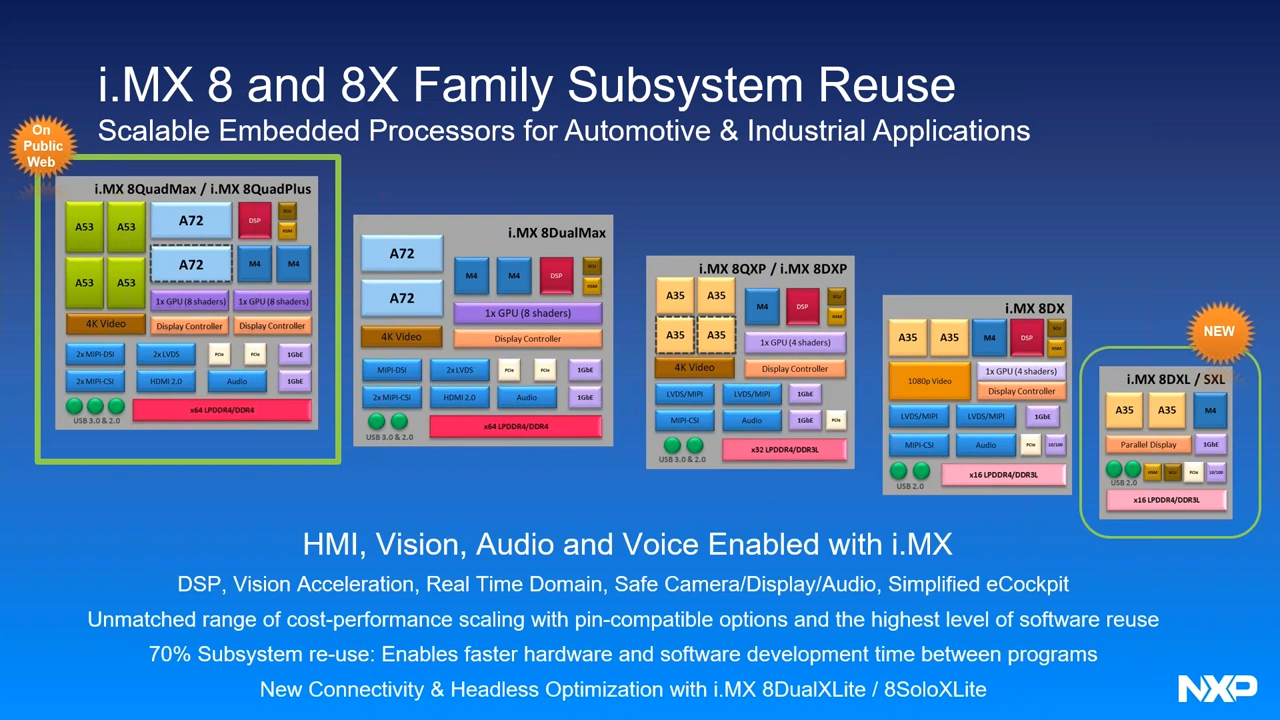 i.MX 8 and 8X Family Subsystem Reuse
Scalable Embedded Processors for Automotive & Industrial Applications
On
Public
Web
i.MX 8QuadMax / i.MX 8QuadPlus
A53 A53 A72 DSP SCU
HSM
A53 A53 A72 M4 M4
1x GPU (8 shaders) 1x GPU (8 shaders)
4K Video Display Controller Display Controller
2x MIPI-DSI 2x LVDS PCIe PCIe 1GbE
2x MIPI-CSI HDMI 2.0 Audio 1GbE
USB 3.0 & 2.0 x64 LPDDR4/DDR4
i.MX 8DualMax
A72
A72 M4 M4 DSP SCU
HSM
1x GPU (8 shaders)
4K Video Display Controller
MIPI-DSI 2x LVDS PCIe PCIe 1GbE
2x MIPI-CSI HDMI 2.0 Audio 1GbE
USB 3.0 & 2.0 x64 LPDDR4/DDR4
i.MX 8QXP / i.MX 8DXP
A35 A35 M4 DSP SCU
HSM
A35 A35 1x GPU (4 shaders)
4K Video Display Controller
LVDS/MIPI LVDS/MIPI 1GbE
MIPI-CSI Audio 1GbE PCIe
USB 3.0 & 2.0 x32 LPDDR4/DDR3L
i.MX 8DX
A35 A35 M4 DSP SCU
HSM
1080p Video 1x GPU (4 shaders)
Display Controller
LVDS/MIPI LVDS/MIPI 1GbE
MIPI-CSI Audio PCIe 10/100
USB 2.0 x16 LPDDR4/DDR3L
NEW
i.MX 8DXL / SXL
A35 A35 M4
Parallel Display 1GbE
USB 2.0 HSM SCU PCIe 10/100
x16 LPDDR4/DDR3L
HMI, Vision, Audio and Voice Enabled with i.MX
DSP, Vision Acceleration, Real Time Domain, Safe Camera/Display/Audio, Simplified eCockpit
Unmatched range of cost-performance scaling with pin-compatible options and the highest level of software reuse
70% Subsystem re-use: Enables faster hardware and software development time between programs
New Connectivity & Headless Optimization with i.MX 8DualXLite / 8SoloXLite
NXP